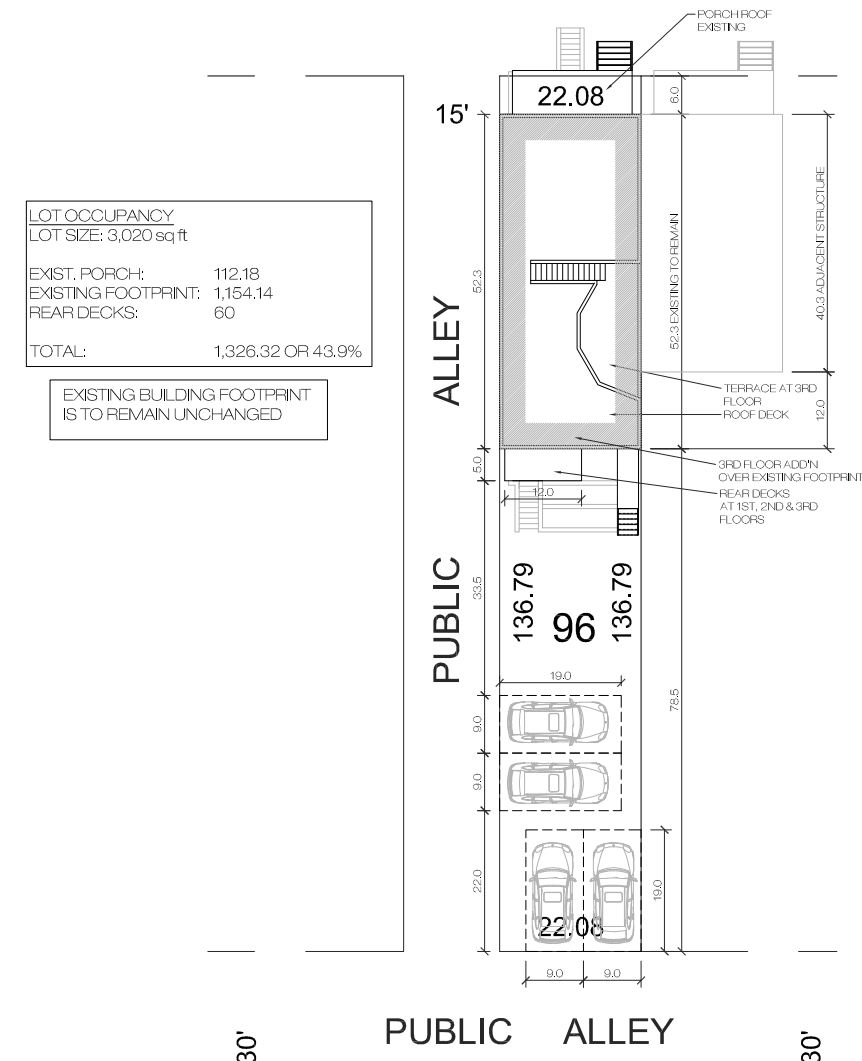 PORCH ROOF
EXISTING
22.08
6.0
15'
LOT OCCUPANCY
LOT SIZE: 3,020 sq ft
EXIST. PORCH: 112.18
EXISTING FOOTPRINT: 1,154.14
REAR DECKS: 60
TOTAL: 1,326.32 OR 43.9%
EXISTING BUILDING FOOTPRINT
IS TO REMAIN UNCHANGED
52.3
52.3 EXISTING TO REMAIN
40.3 ADJACENT STRUCTURE
12.0
PUBLIC ALLEY
TERRACE AT 3RD
FLOOR
ROOF DECK
3RD FLOOR ADD'N
OVER EXISTING FOOTPRINT
REAR DECKS
AT 1ST, 2ND & 3RD
FLOORS
5.0
12.0
33.5
136.79
96
136.79
19.0
78.5
9.0
9.0
22.0
19.0
22.08
9.0
9.0
PUBLIC ALLEY
30'
30'